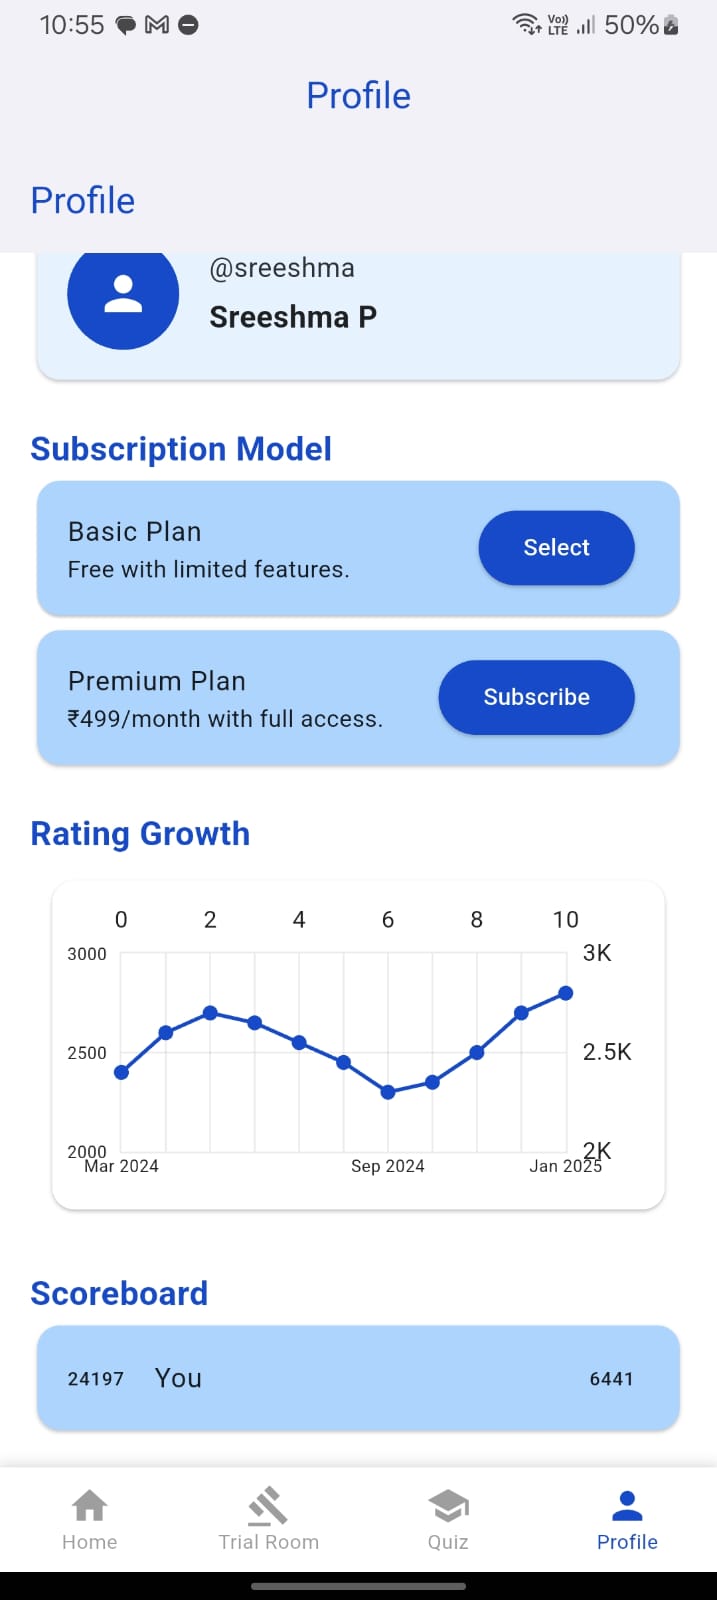 10:55 50%
Vo))
LTE
Profile
Profile
@sreeshma
Sreeshma P
Subscription Model
Basic Plan
Free with limited features.
Select
Premium Plan
₹499/month with full access.
Subscribe
Rating Growth
0 2 4 6 8 10
3000 3K
2500 2.5K
2000 2K
Mar 2024 Sep 2024 Jan 2025
Scoreboard
24197 You 6441
Home Trial Room Quiz Profile